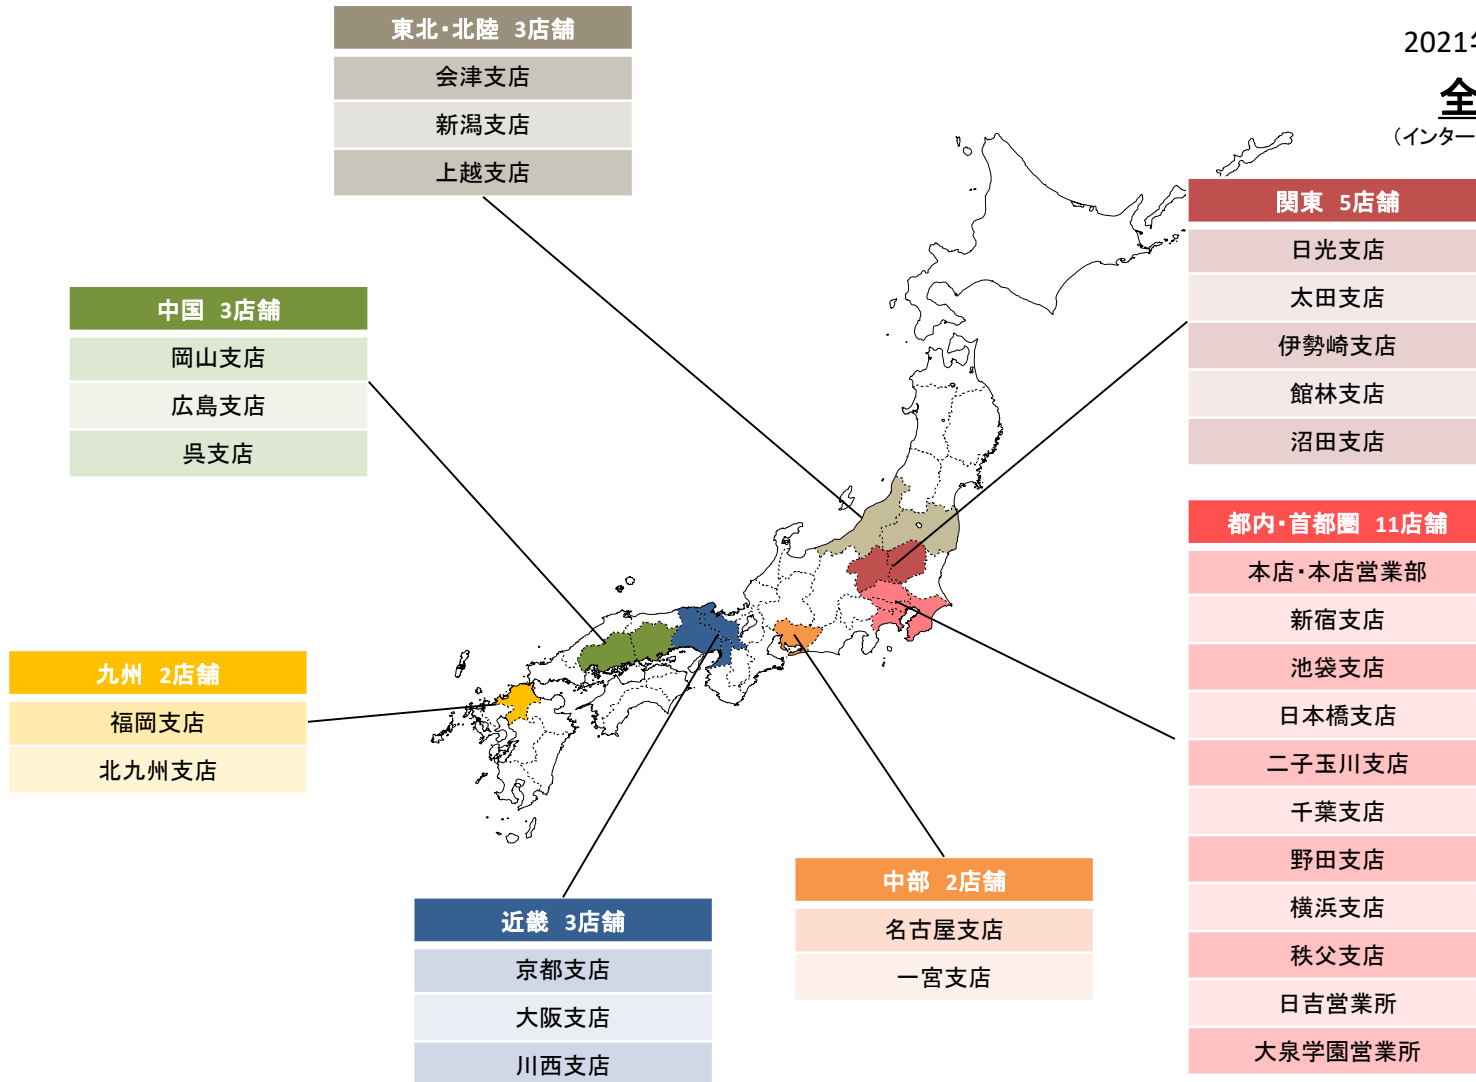 東北・北陸 3店舗
会津支店
新潟支店
上越支店
2021年
全
（インター
関東 5店舗
日光支店
太田支店
伊勢崎支店
館林支店
沼田支店
中国 3店舗
岡山支店
広島支店
呉支店
都内・首都圏 11店舗
本店・本店営業部
新宿支店
池袋支店
日本橋支店
二子玉川支店
千葉支店
野田支店
横浜支店
秩父支店
日吉営業所
大泉学園営業所
九州 2店舗
福岡支店
北九州支店
中部 2店舗
名古屋支店
一宮支店
近畿 3店舗
京都支店
大阪支店
川西支店